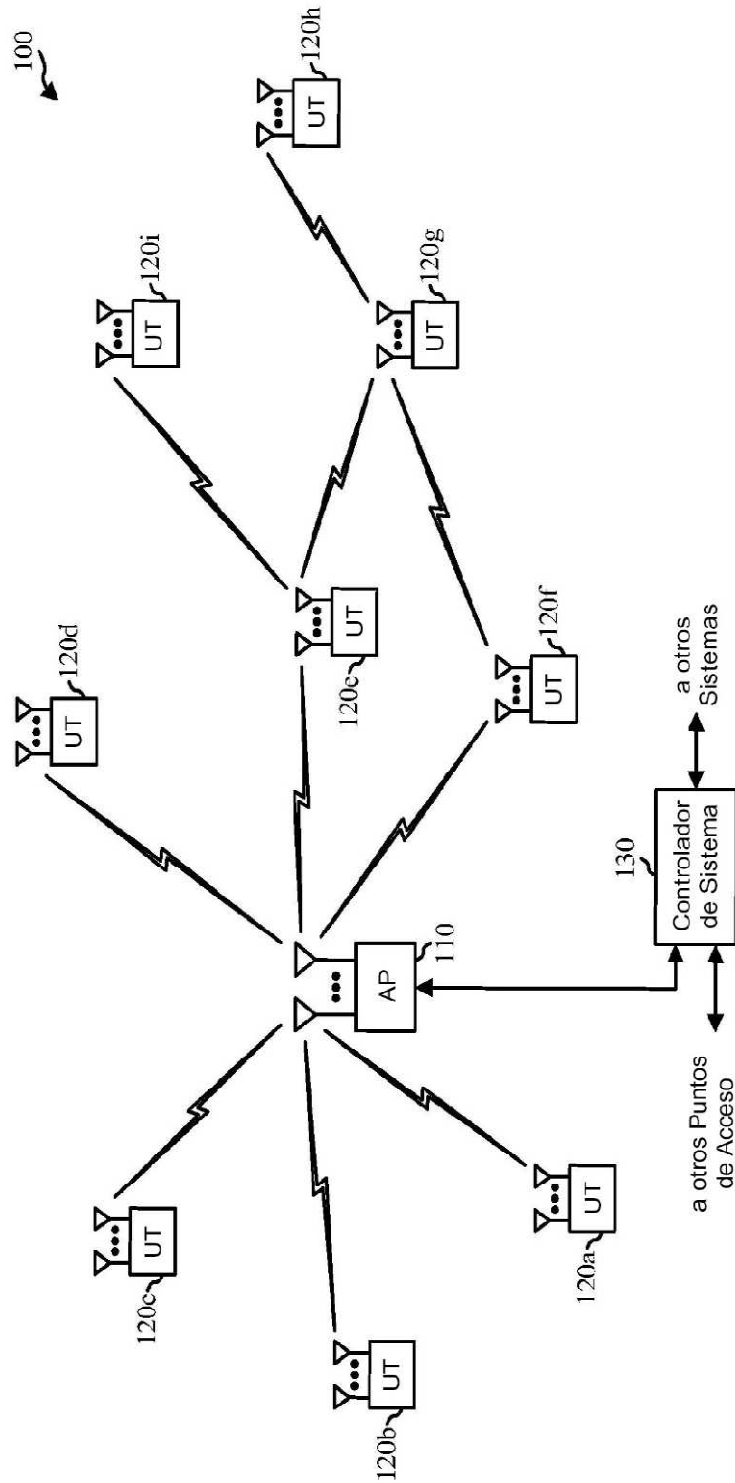 100
120d
UT
120i
UT
UT
120c
120h
UT
UT
120e
UT
120b
120g
UT
110
AP
120f
UT
UT
120a
130
Controlador
de Sistema
a otros Puntos
de Acceso
a otros
Sistemas